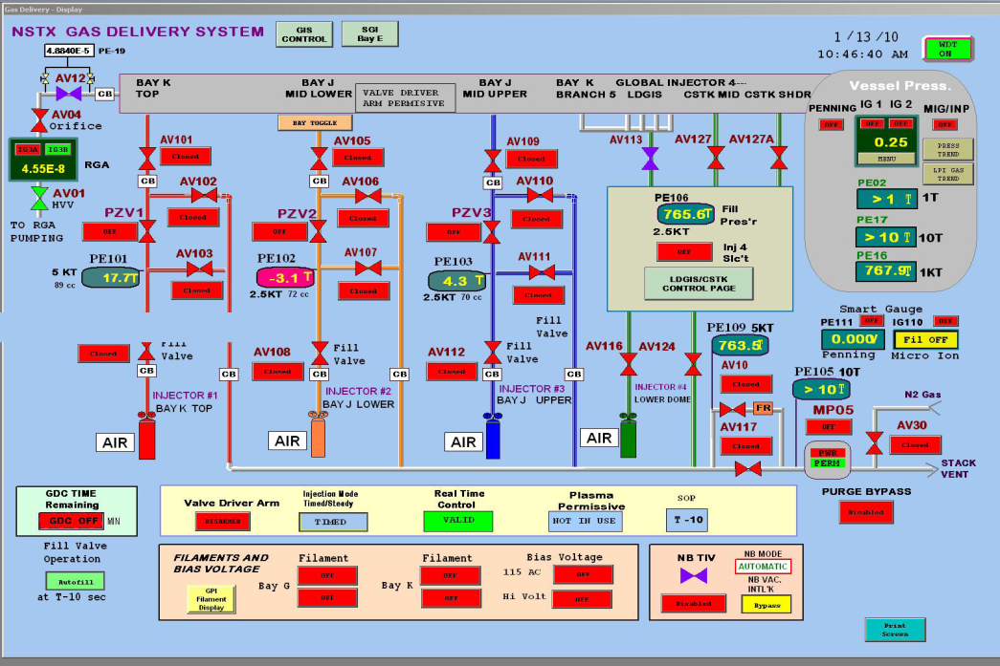 Gas Delivery - Display
NSTX GAS DELIVERY SYSTEM
GIS
CONTROL
SGI
Bay E
1 / 13 / 10
10:46:40 AM
WDT
ON
4.8840E-5
PE-19
AV12
CB
BAY K
TOP
BAY J
MID LOWER
VALVE DRIVER
ARM PERMISIVE
BAY J
MID UPPER
BAY K
BRANCH 5
GLOBAL INJECTOR 4---
LDGIS
CSTK MID
CSTK SHDR
Vessel Press.
PENNING
IG 1
IG 2
MIG/INP
OFF
OFF
OFF
OFF
0.25
MENU
PRESS
TREND
LPI GAS
TREND
PE02
> 1 T
1T
PE17
> 10 T
10T
PE16
767.9T
1KT
AV04
Orifice
IG3A
IG3B
4.55E-8
RGA
AV01
HVV
TO RGA
PUMPING
BAY TOGGLE
AV101
Closed
CB
AV102
Closed
PZV1
OFF
AV103
Closed
PE101
5 KT
89 cc
17.7T
AV105
Closed
CB
AV106
Closed
PZV2
OFF
AV107
Closed
PE102
-3.1 T
2.5KT
72 cc
AV109
Closed
CB
AV110
Closed
PZV3
OFF
AV111
Closed
PE103
4.3 T
2.5KT
70 cc
AV113
AV127
AV127A
PE106
765.6T
2.5KT
Fill
Pres'r
OFF
Inj 4
Slc't
LDGIS/CSTK
CONTROL PAGE
Smart Gauge
PE111
OFF
IG110
OFF
0.000/
Fil OFF
Penning
Micro Ion
Closed
Fill
Valve
CB
CB
INJECTOR #1
BAY K TOP
AIR
AV108
Closed
Fill
Valve
CB
CB
INJECTOR #2
BAY J LOWER
AIR
AV112
Closed
Fill
Valve
Fill
Valve
CB
CB
INJECTOR #3
BAY J UPPER
AIR
AV116
AV124
INJECTOR #4
LOWER DOME
AIR
PE109
5KT
763.5T
AV10
Closed
FR
AV117
Closed
PE105
10T
> 10 T
MP05
OFF
PWR
PERM
N2 Gas
AV30
Closed
STACK
VENT
PURGE BYPASS
Disabled
GDC TIME
Remaining
GDC OFF
MIN
Fill Valve
Operation
Autofill
at T-10 sec
Valve Driver Arm
DISARMED
Injection Mode
Timed/Steady
TIMED
Real Time
Control
VALID
Plasma
Permissive
NOT IN USE
SOP
T -10
FILAMENTS AND
BIAS VOLTAGE
GPI
Filament
Display
Filament
Bay G
OFF
OFF
Filament
Bay K
OFF
OFF
Bias Voltage
115 AC
OFF
Hi Volt
OFF
NB TIV
Disabled
NB MODE
AUTOMATIC
NB VAC.
INTL'K
Bypass
Print
Screen